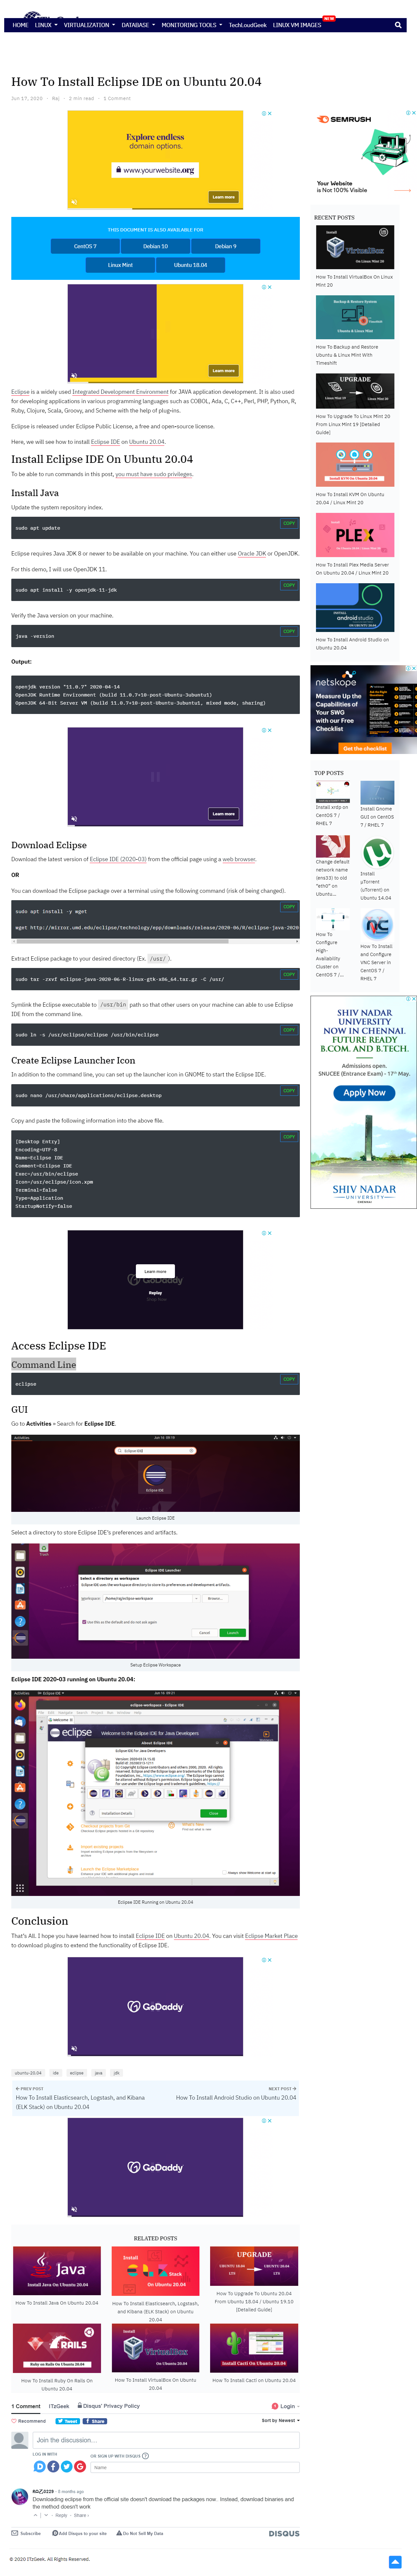 HOME LINUX VIRTUALIZATION DATABASE MONITORING TOOLS TechLoudGeek LINUX VM IMAGES
How To Install Eclipse IDE on Ubuntu 20.04
Jun 17, 2020 · Raj · 2 min read · 1 Comment
Explore endless
domain options.
www.yourwebsite.org
Learn more
THIS DOCUMENT IS ALSO AVAILABLE FOR
CentOS 7 Debian 10 Debian 9
Linux Mint Ubuntu 18.04
Learn more
Eclipse is a widely used Integrated Development Environment for JAVA application development. It is also used
for developing applications in various programming languages such as COBOL, Ada, C, C++, Perl, PHP, Python, R,
Ruby, Clojure, Scala, Groovy, and Scheme with the help of plug-ins.
Eclipse is released under Eclipse Public License, a free and open-source license.
Here, we will see how to install Eclipse IDE on Ubuntu 20.04.
Install Eclipse IDE On Ubuntu 20.04
To be able to run commands in this post, you must have sudo privileges.
Install Java
Update the system repository index.
COPY
sudo apt update
Eclipse requires Java JDK 8 or newer to be available on your machine. You can either use Oracle JDK or OpenJDK.
For this demo, I will use OpenJDK 11.
COPY
sudo apt install -y openjdk-11-jdk
Verify the Java version on your machine.
COPY
java -version
Output:
openjdk version "11.0.7" 2020-04-14
OpenJDK Runtime Environment (build 11.0.7+10-post-Ubuntu-3ubuntu1)
OpenJDK 64-Bit Server VM (build 11.0.7+10-post-Ubuntu-3ubuntu1, mixed mode, sharing)
Learn more
Download Eclipse
Download the latest version of Eclipse IDE (2020-03) from the official page using a web browser.
OR
You can download the Eclipse package over a terminal using the following command (risk of being changed).
COPY
sudo apt install -y wget
wget http://mirror.umd.edu/eclipse/technology/epp/downloads/release/2020-06/R/eclipse-java-2020
Extract Eclipse package to your desired directory (Ex. /usr/ ).
COPY
sudo tar -zxvf eclipse-java-2020-06-R-linux-gtk-x86_64.tar.gz -C /usr/
Symlink the Eclipse executable to /usr/bin path so that other users on your machine can able to use Eclipse
IDE from the command line.
COPY
sudo ln -s /usr/eclipse/eclipse /usr/bin/eclipse
Create Eclipse Launcher Icon
In addition to the command line, you can set up the launcher icon in GNOME to start the Eclipse IDE.
COPY
sudo nano /usr/share/applications/eclipse.desktop
Copy and paste the following information into the above file.
COPY
[Desktop Entry]
Encoding=UTF-8
Name=Eclipse IDE
Comment=Eclipse IDE
Exec=/usr/bin/eclipse
Icon=/usr/eclipse/icon.xpm
Terminal=false
Type=Application
StartupNotify=false
Learn more
GoDaddy
Replay
Access Eclipse IDE
Command Line
COPY
eclipse
GUI
Go to Activities » Search for Eclipse IDE.
Launch Eclipse IDE
Select a directory to store Eclipse IDE's preferences and artifacts.
Eclipse IDE Launcher
Select a directory as workspace
Browse...
Cancel Launch
Setup Eclipse Workspace
Eclipse IDE 2020-03 running on Ubuntu 20.04:
About Eclipse IDE
Installation Details
Close
Eclipse IDE Running on Ubuntu 20.04
Conclusion
That's All. I hope you have learned how to install Eclipse IDE on Ubuntu 20.04. You can visit Eclipse Market Place
to download plugins to extend the functionality of Eclipse IDE.
GoDaddy
ubuntu-20.04 ide eclipse java jdk
PREV POST
How To Install Elasticsearch, Logstash, and Kibana
(ELK Stack) on Ubuntu 20.04
NEXT POST
How To Install Android Studio on Ubuntu 20.04
GoDaddy
RELATED POSTS
How To Install Java On Ubuntu 20.04
How To Install Elasticsearch, Logstash,
and Kibana (ELK Stack) on Ubuntu
20.04
How To Upgrade To Ubuntu 20.04
From Ubuntu 18.04 / Ubuntu 19.10
[Detailed Guide]
How To Install Ruby On Rails On
Ubuntu 20.04
How To Install VirtualBox On Ubuntu
20.04
How To Install Cacti on Ubuntu 20.04
1 Comment ITzGeek Disqus' Privacy Policy Login
Recommend Tweet Share Sort by Newest
Join the discussion…
LOG IN WITH
OR SIGN UP WITH DISQUS
Name
5 months ago
Downloading eclipse from the official site doesn't download the packages now.. Instead, download binaries and
the method doesn't work
Reply · Share ›
Subscribe Add Disqus to your site Do Not Sell My Data DISQUS
© 2020 ITzGeek. All Rights Reserved.
SEMRUSH
Your Website
is Not 100% Visible
RECENT POSTS
How To Install VirtualBox On Linux
Mint 20
How To Backup and Restore
Ubuntu & Linux Mint With
Timeshift
How To Upgrade To Linux Mint 20
From Linux Mint 19 [Detailed
Guide]
How To Install KVM On Ubuntu
20.04 / Linux Mint 20
How To Install Plex Media Server
On Ubuntu 20.04 / Linux Mint 20
How To Install Android Studio on
Ubuntu 20.04
netskope
Measure Up the
Capabilities of
Your SWG
with our Free
Checklist
Get the checklist
TOP POSTS
Install xrdp on
CentOS 7 /
RHEL 7
Install Gnome
GUI on CentOS
7 / RHEL 7
Change default
network name
(ens33) to old
"eth0" on
Ubuntu...
Install
µTorrent
(uTorrent) on
Ubuntu 14.04
How To
Configure
High-
Availability
Cluster on
CentOS 7 /...
How To Install
and Configure
VNC Server in
CentOS 7 /
RHEL 7
SHIV NADAR
UNIVERSITY
NOW IN CHENNAI.
FUTURE READY
B.COM. AND B.TECH.
Admissions open.
SNUCEE (Entrance Exam) - 17th May.
Apply Now
SHIV NADAR
UNIVERSITY
CHENNAI